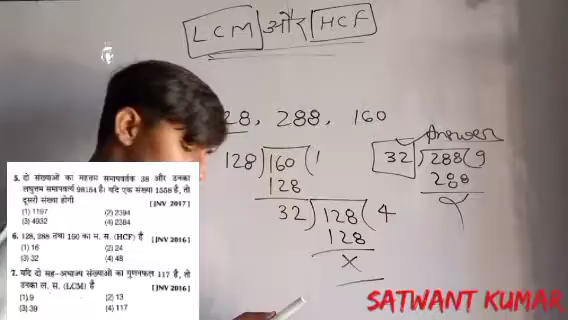 LCM और HCF
28, 288, 160
128) 160 (1
128
32) 128 (4
128
x
Answer
32) 288 (9
288
x
5. दो संख्याओं का महत्तम समापवर्तक 38 और उनका
लघुत्तम समापवर्त्य 98154 है। यदि एक संख्या 1558 है, तो
दूसरी संख्या होगी [JNV 2017]
(1) 1197 (2) 2394
(3) 4932 (4) 2384
6. 128, 288 तथा 160 का म. स. (HCF) है [JNV 2016]
(1) 16 (2) 24
(3) 32 (4) 48
7. यदि दो सह-अभाज्य संख्याओं का गुणनफल 117 है, तो
उनका ल. स. (LCM) है [JNV 2016]
(1) 9 (2) 13
(3) 39 (4) 117
SATWANT KUMAR